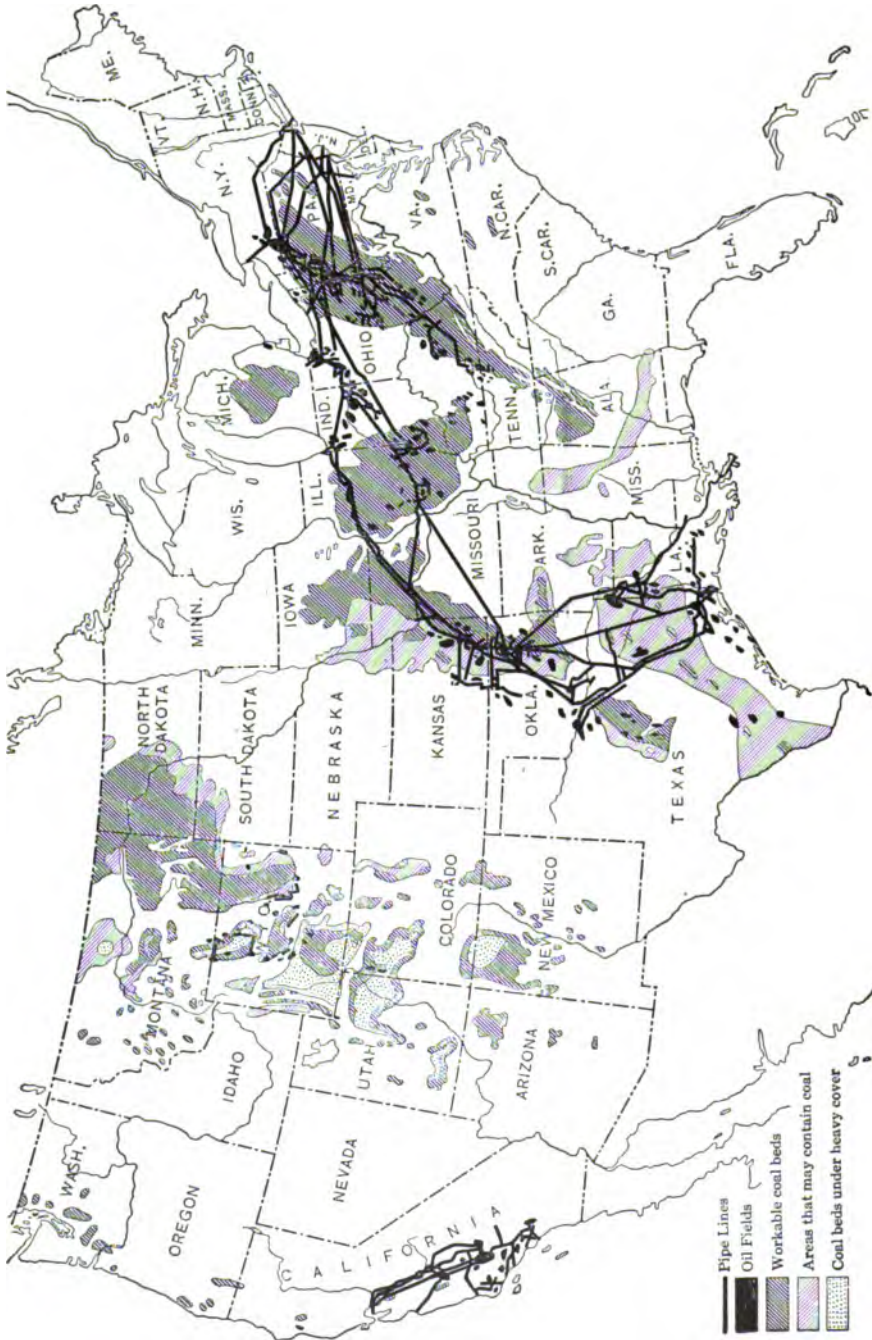 WASH.
OREGON
CALIFORNIA
NEVADA
IDAHO
MONTANA
UTAH
ARIZONA
COLORADO
NEW MEXICO
NORTH DAKOTA
SOUTH DAKOTA
NEBRASKA
KANSAS
OKLA.
TEXAS
MINN.
IOWA
MISSOURI
ARK.
LA.
WIS.
ILL.
MICH.
IND.
OHIO
TENN.
MISS.
ALA.
GA.
FLA.
S.CAR.
N.CAR.
VA.
MD.
PA.
N.J.
N.Y.
VT.
N.H.
MASS.
CONN.
ME.
Pipe Lines
Oil Fields
Workable coal beds
Areas that may contain coal
Coal beds under heavy cover